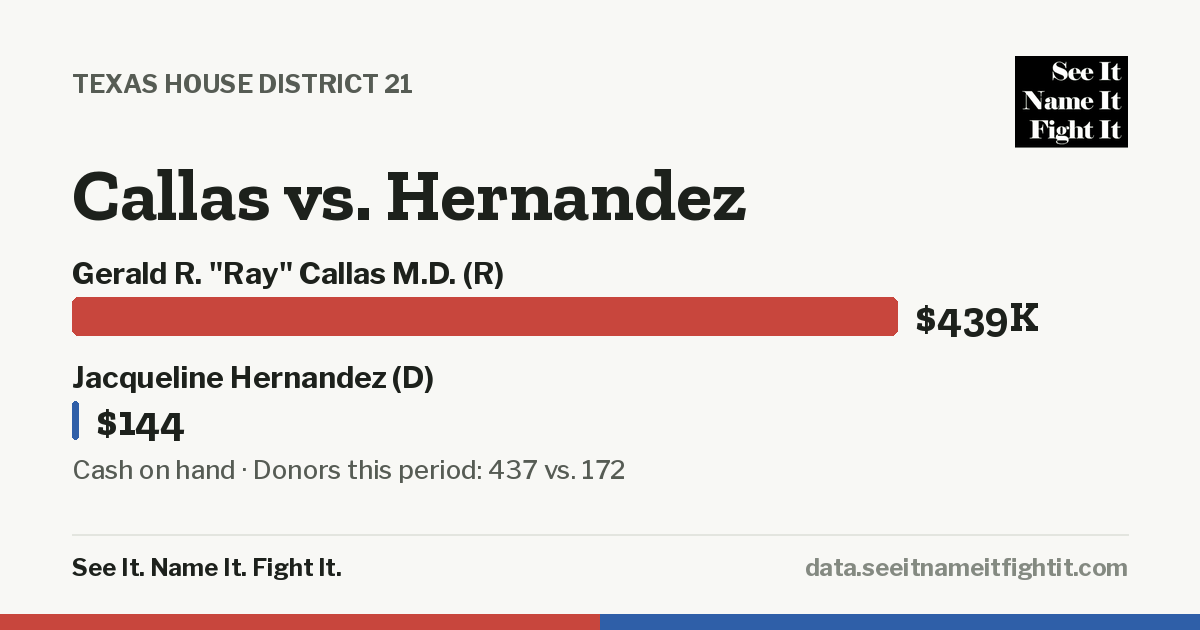 TEXAS HOUSE DISTRICT 21
See It
Name It
Fight It
Callas vs. Hernandez
Gerald R. "Ray" Callas M.D. (R)
$439K
Jacqueline Hernandez (D)
$144
Cash on hand · Donors this period: 437 vs. 172
See It. Name It. Fight It.
data.seeitnameitfightit.com